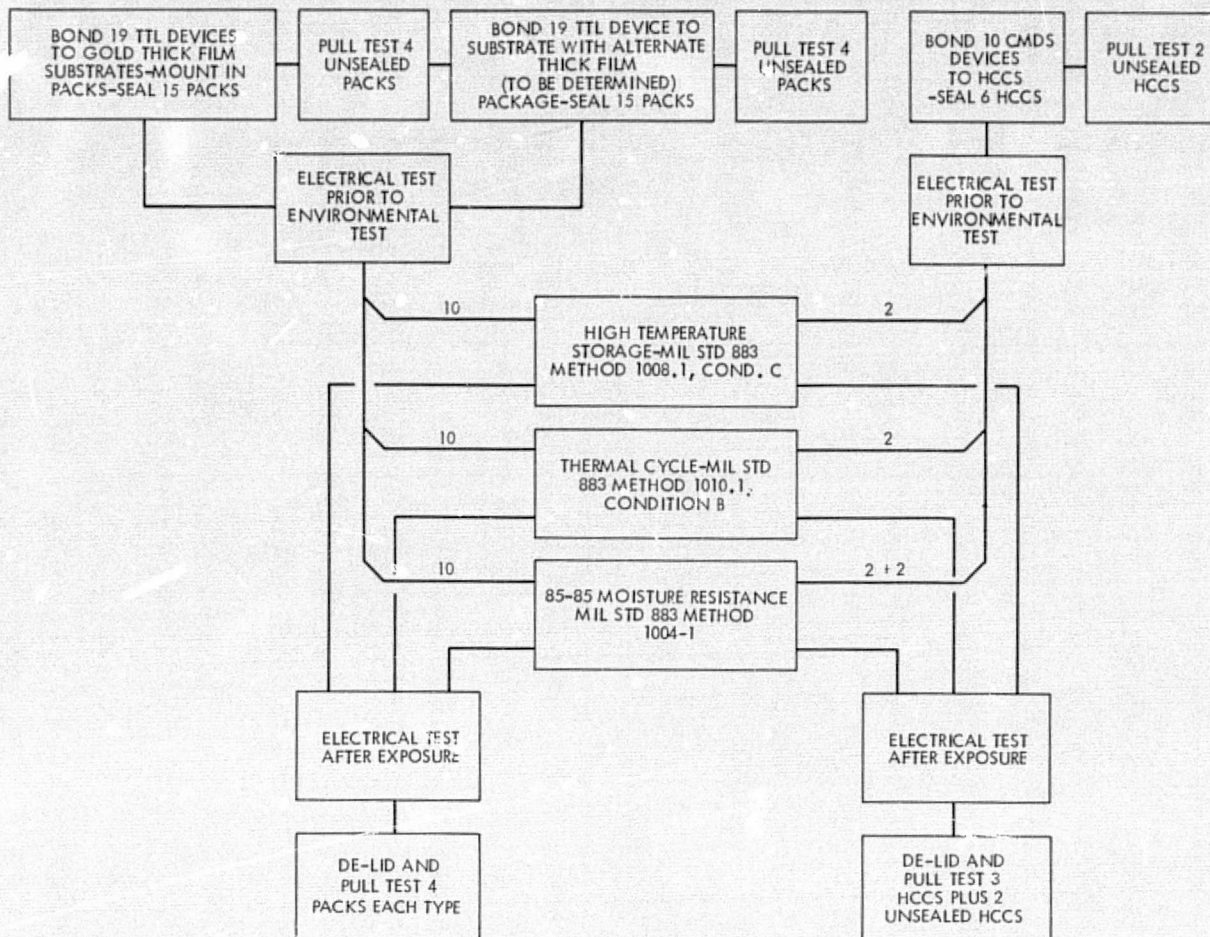 BOND 19 TTL DEVICES
TO GOLD THICK FILM
SUBSTRATES-MOUNT IN
PACKS-SEAL 15 PACKS
PULL TEST 4
UNSEALED
PACKS
BOND 19 TTL DEVICE TO
SUBSTRATE WITH ALTERNATE
THICK FILM
(TO BE DETERMINED)
PACKAGE-SEAL 15 PACKS
PULL TEST 4
UNSEALED
PACKS
BOND 10 CMDS
DEVICES
TO HCCS
-SEAL 6 HCCS
PULL TEST 2
UNSEALED
HCCS
ELECTRICAL TEST
PRIOR TO
ENVIRONMENTAL
TEST
ELECTRICAL TEST
PRIOR TO
ENVIRONMENTAL
TEST
10
HIGH TEMPERATURE
STORAGE-MIL STD 883
METHOD 1008.1, COND. C
2
10
THERMAL CYCLE-MIL STD
883 METHOD 1010.1,
CONDITION B
2
10
85-85 MOISTURE RESISTANCE
MIL STD 883 METHOD
1004-1
2 + 2
ELECTRICAL TEST
AFTER EXPOSURE
ELECTRICAL TEST
AFTER EXPOSURE
DE-LID AND
PULL TEST 4
PACKS EACH TYPE
DE-LID AND
PULL TEST 3
HCCS PLUS 2
UNSEALED HCCS